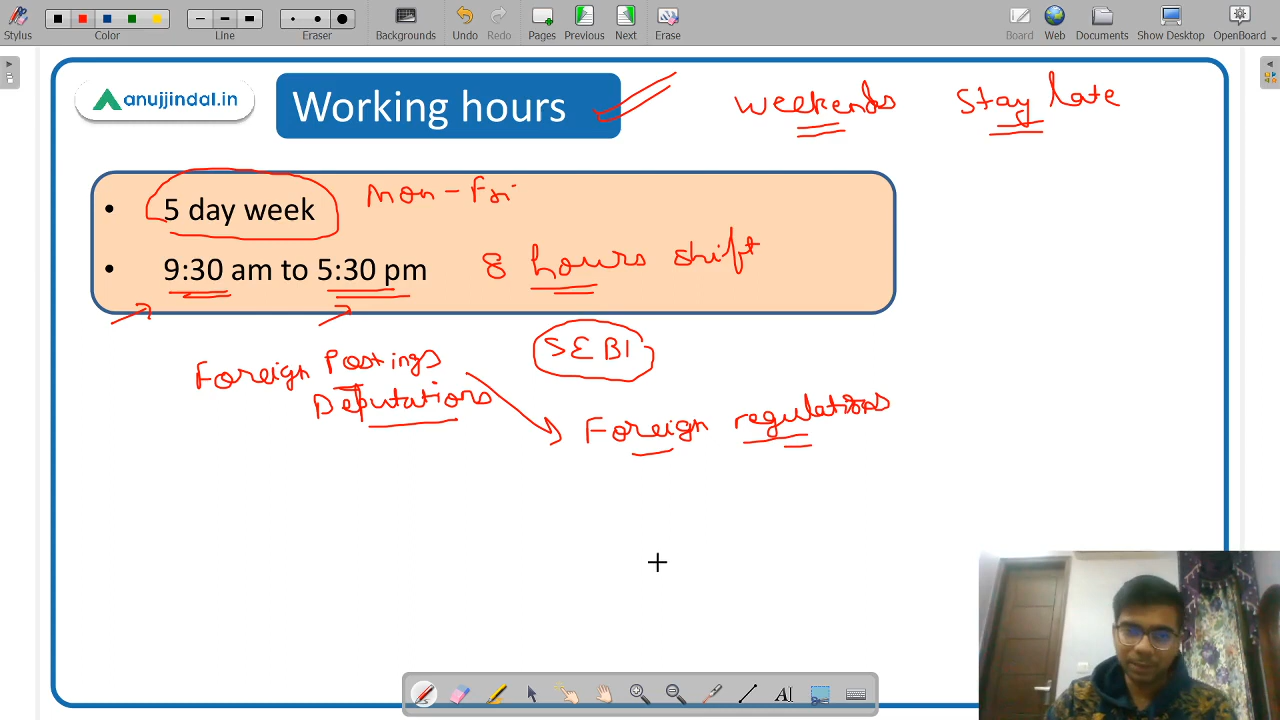 Stylus
Color
Line
Eraser
Backgrounds
Undo
Redo
Pages
Previous
Next
Erase
Board
Web
Documents
Show Desktop
OpenBoard
anujjindal.in
Working hours
weekends
Stay late
• 5 day week
Mon - Fri
• 9:30 am to 5:30 pm
8 hours shift
SEBI
Foreign Postings
Deputations
Foreign regulations
AI